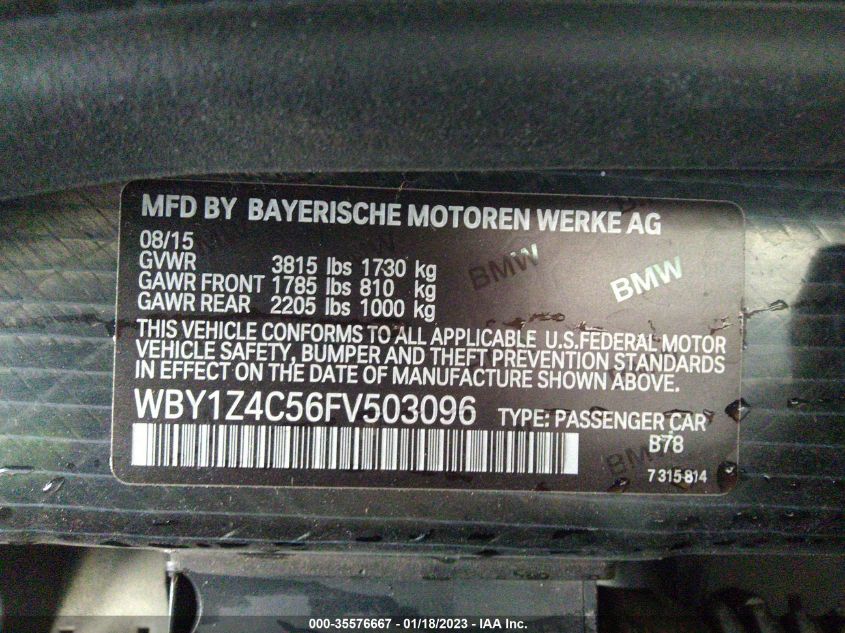 MFD BY BAYERISCHE MOTOREN WERKE AG
08/15
GVWR 3815 lbs 1730 kg
GAWR FRONT 1785 lbs 810 kg
GAWR REAR 2205 lbs 1000 kg
BMW
BMW
THIS VEHICLE CONFORMS TO ALL APPLICABLE U.S.FEDERAL MOTOR
VEHICLE SAFETY, BUMPER AND THEFT PREVENTION STANDARDS
IN EFFECT ON THE DATE OF MANUFACTURE SHOWN ABOVE.
WBY1Z4C56FV503096 TYPE: PASSENGER CAR
B78
BMW
7 315 814
000-35576667 - 01/18/2023 - IAA Inc.